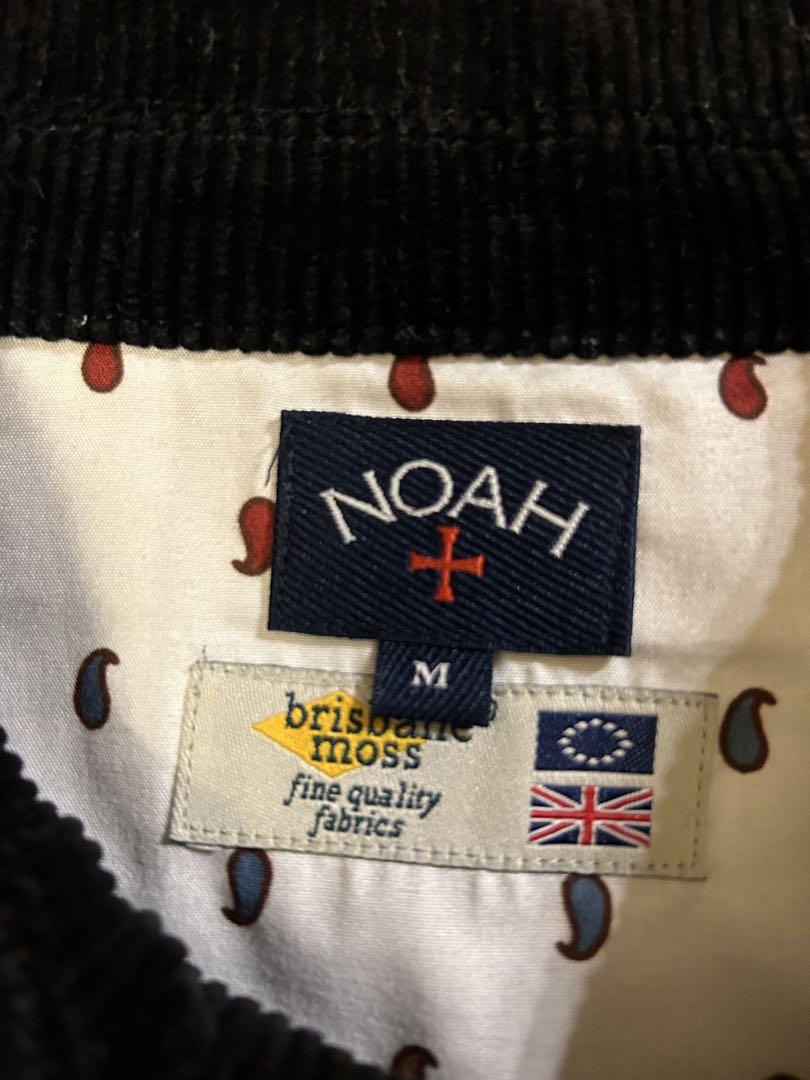 NOAH
M
brisbane
moss
fine quality
fabrics